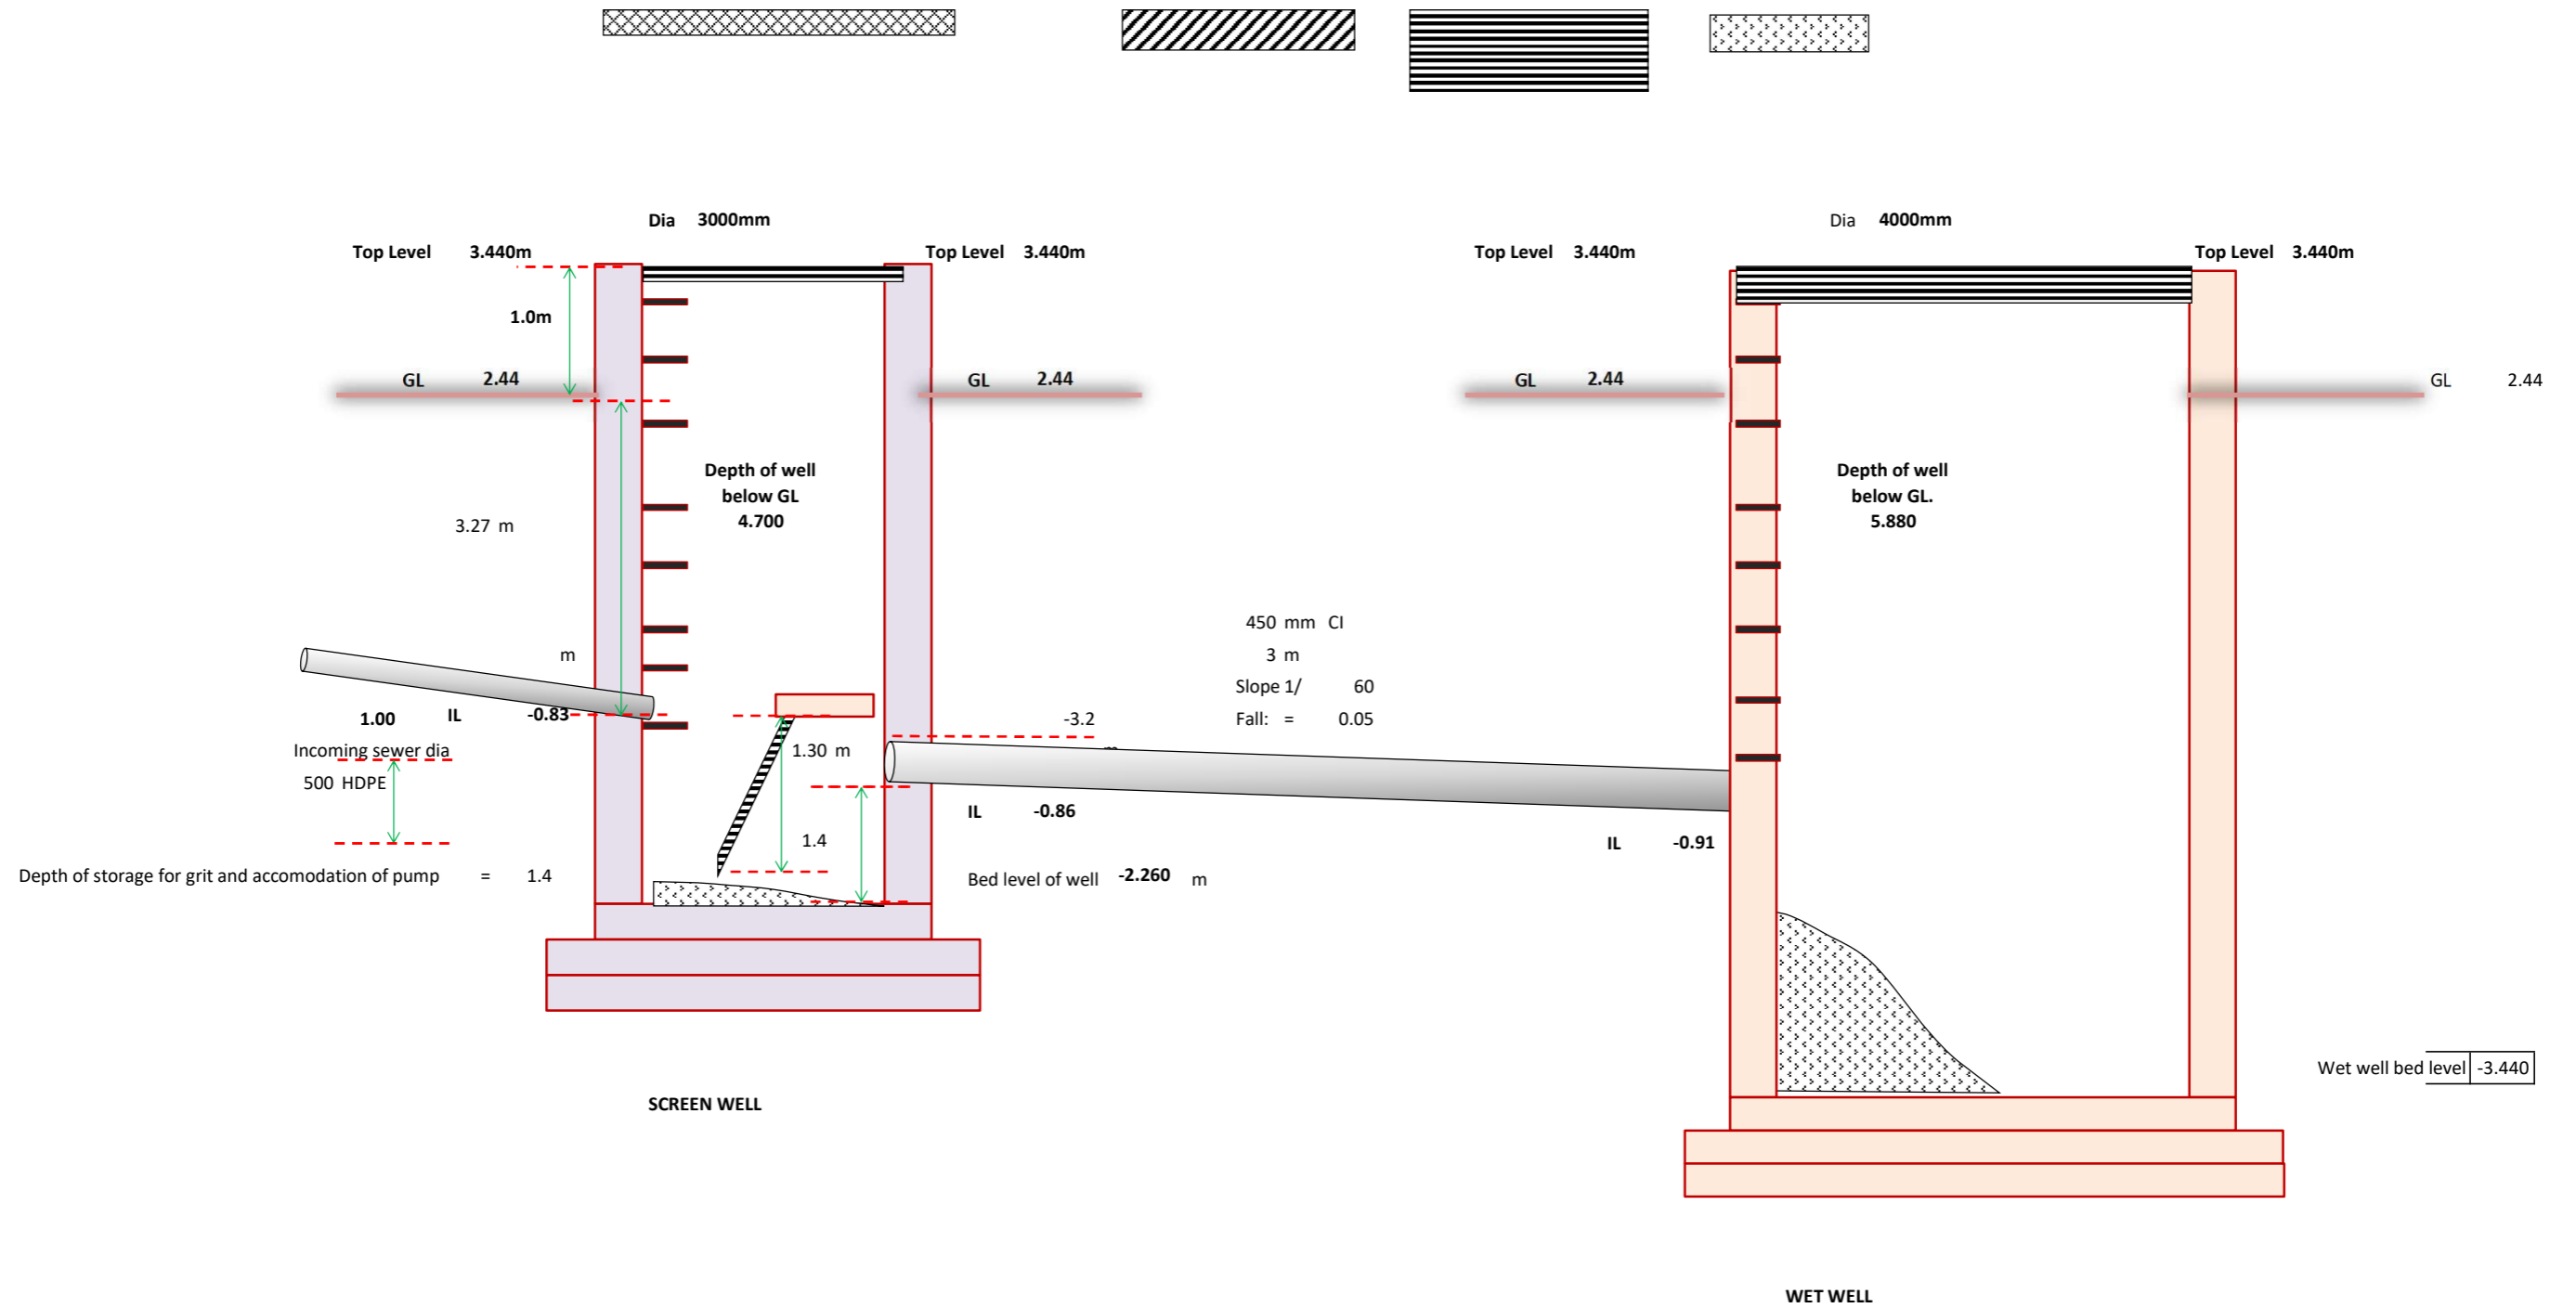 Dia 3000mm
Dia 4000mm
Top Level 3.440m
Top Level 3.440m
Top Level 3.440m
Top Level 3.440m
1.0m
GL 2.44
GL 2.44
GL 2.44
GL 2.44
Depth of well
below GL
4.700
Depth of well
below GL.
5.880
3.27 m
450 mm CI
3 m
Slope 1/ 60
Fall: = 0.05
m
1.00 IL -0.83
-3.2
Incoming sewer dia
500 HDPE
1.30 m
IL -0.86
1.4
IL -0.91
Depth of storage for grit and accomodation of pump = 1.4
Bed level of well -2.260 m
Wet well bed level -3.440
SCREEN WELL
WET WELL